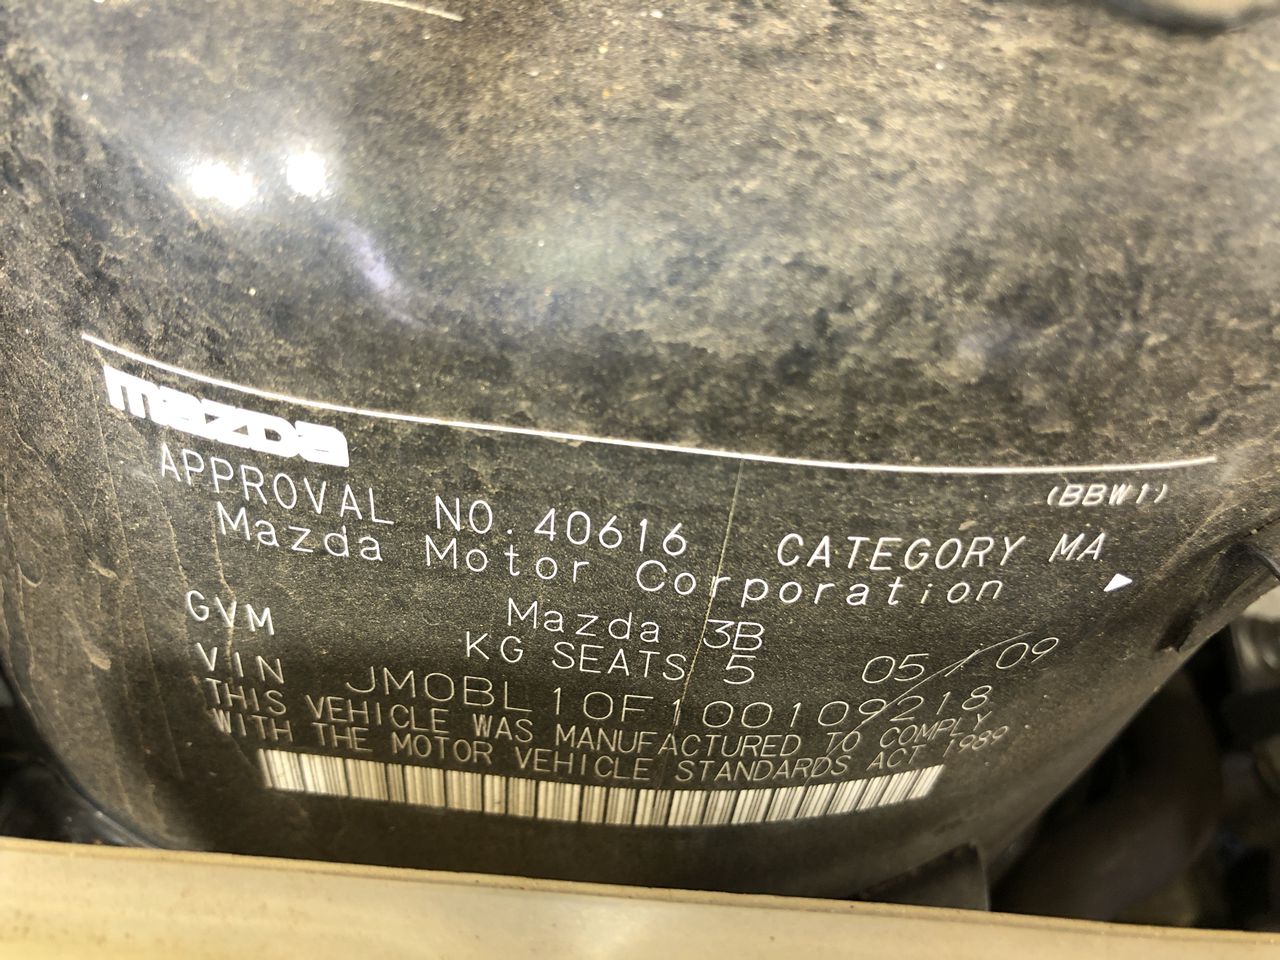 mazda
(BBW1)
APPROVAL NO. 40616 CATEGORY MA
Mazda Motor Corporation
Mazda 3B
GVM KG SEATS 5 05/09
VIN JM0BL10F100109218
THIS VEHICLE WAS MANUFACTURED TO COMPLY
WITH THE MOTOR VEHICLE STANDARDS ACT 1989